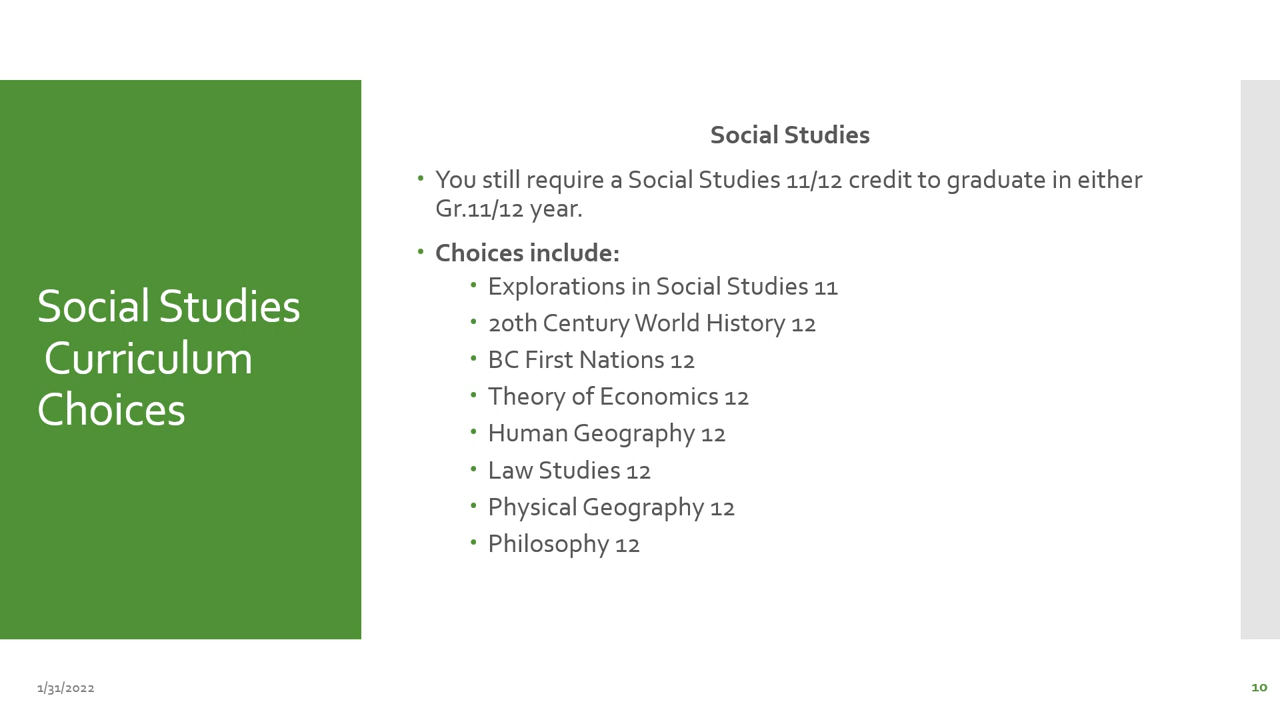 Social Studies
Curriculum
Choices
Social Studies
• You still require a Social Studies 11/12 credit to graduate in either
Gr.11/12 year.
• Choices include:
• Explorations in Social Studies 11
• 20th Century World History 12
• BC First Nations 12
• Theory of Economics 12
• Human Geography 12
• Law Studies 12
• Physical Geography 12
• Philosophy 12
1/31/2022
10